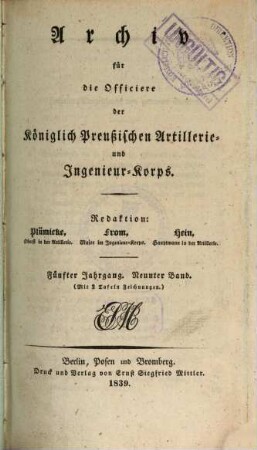 Archiv
für
die Officiere
der
Königlich Preußischen Artillerie-
und
Ingenieur-Korps.
Redaktion:
Plümicke, From, Hein,
Oberst in der Artillerie. Major im Ingenieur-Korps. Hauptmann in der Artillerie.
Fünfter Jahrgang. Neunter Band.
(Mit 3 Tafeln Zeichnungen.)
ESM
Berlin, Posen und Bromberg.
Druck und Verlag von Ernst Siegfried Mittler.
1839.